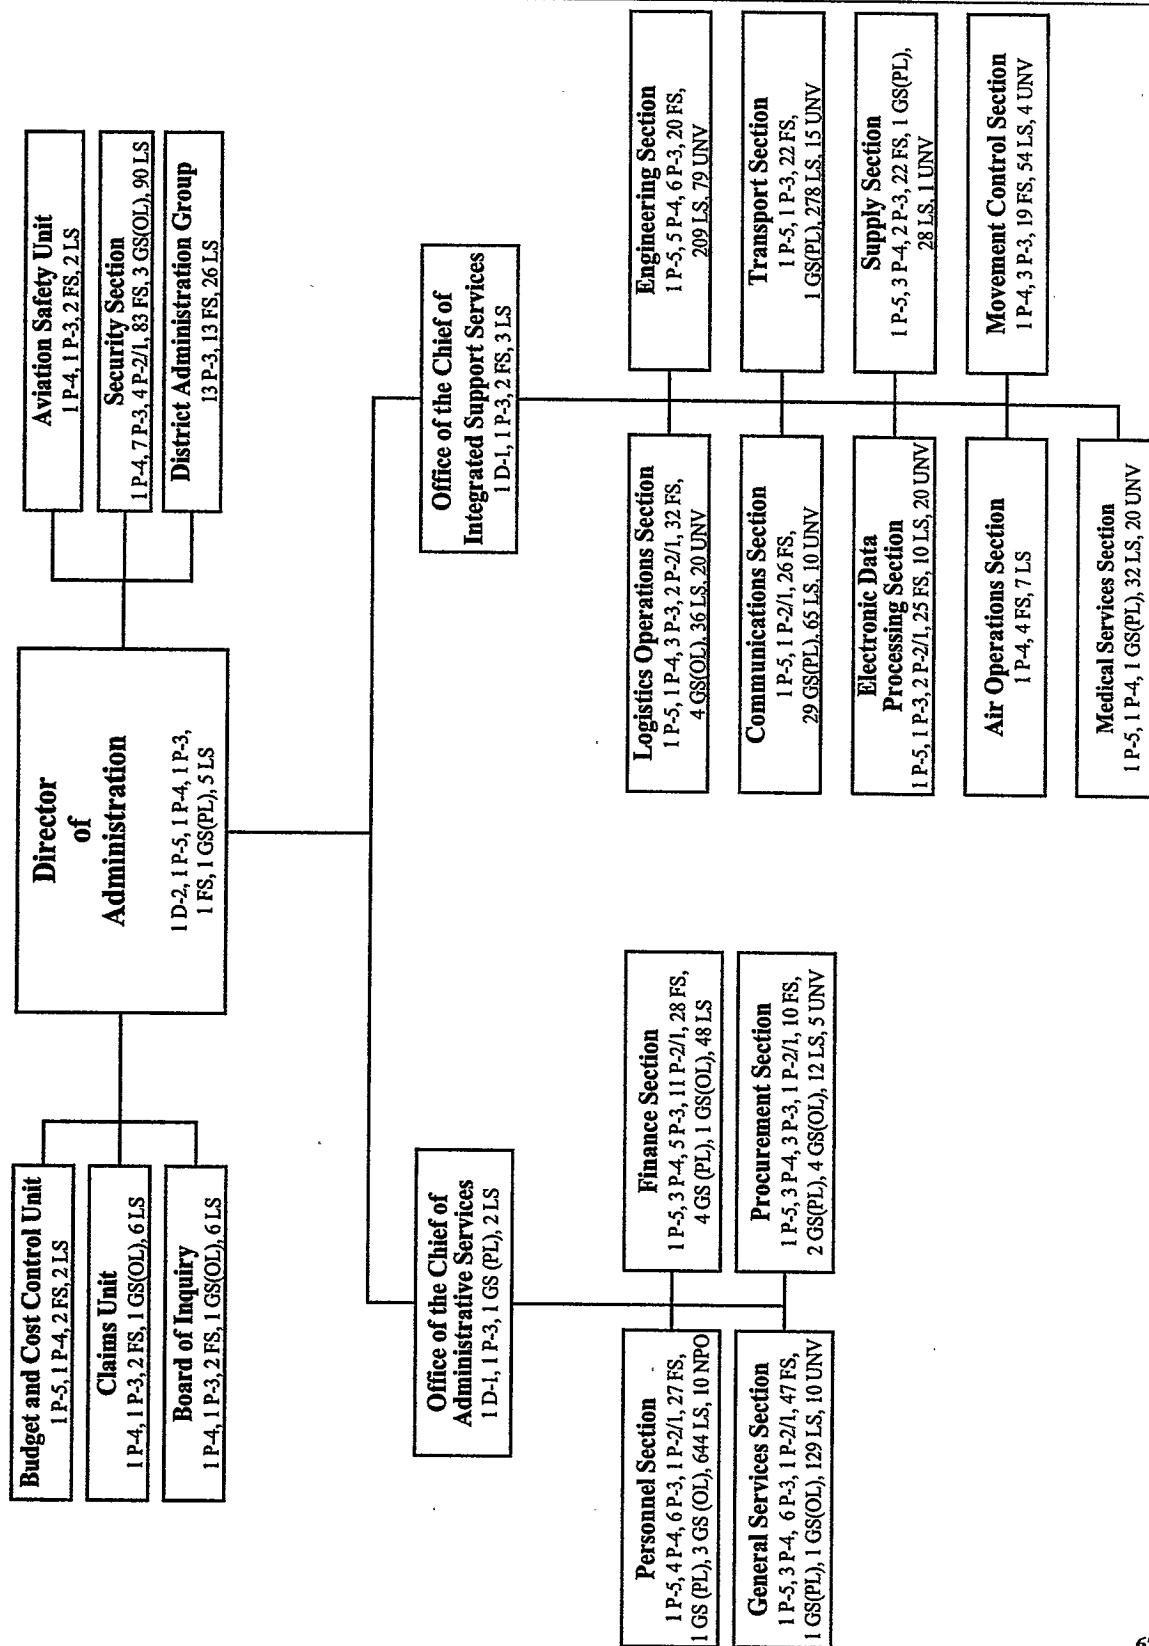 Director
of
Administration
1 D-2, 1 P-5, 1 P-4, 1 P-3,
1 FS, 1 GS(PL), 5 LS
Budget and Cost Control Unit
1 P-5, 1 P-4, 2 FS, 2 LS
Claims Unit
1 P-4, 1 P-3, 2 FS, 1 GS(OL), 6 LS
Board of Inquiry
1 P-4, 1 P-3, 2 FS, 1 GS(OL), 6 LS
Aviation Safety Unit
1 P-4, 1 P-3, 2 FS, 2 LS
Security Section
1 P-4, 7 P-3, 4 P-2/1, 83 FS, 3 GS(OL), 90 LS
District Administration Group
13 P-3, 13 FS, 26 LS
Office of the Chief of
Administrative Services
1 D-1, 1 P-3, 1 GS (PL), 2 LS
Office of the Chief of
Integrated Support Services
1 D-1, 1 P-3, 2 FS, 3 LS
Personnel Section
1 P-5, 4 P-4, 6 P-3, 1 P-2/1, 27 FS,
1 GS (PL), 3 GS (OL), 644 LS, 10 NPO
Finance Section
1 P-5, 3 P-4, 5 P-3, 11 P-2/1, 28 FS,
4 GS (PL), 1 GS(OL), 48 LS
General Services Section
1 P-5, 3 P-4, 6 P-3, 1 P-2/1, 47 FS,
1 GS(PL), 1 GS(OL), 129 LS, 10 UNV
Procurement Section
1 P-5, 3 P-4, 3 P-3, 1 P-2/1, 10 FS,
2 GS(PL), 4 GS(OL), 12 LS, 5 UNV
Logistics Operations Section
1 P-5, 1 P-4, 3 P-3, 2 P-2/1, 32 FS,
4 GS(OL), 36 LS, 20 UNV
Engineering Section
1 P-5, 5 P-4, 6 P-3, 20 FS,
209 LS, 79 UNV
Communications Section
1 P-5, 1 P-2/1, 26 FS,
29 GS(PL), 65 LS, 10 UNV
Transport Section
1 P-5, 1 P-3, 22 FS,
1 GS(PL), 278 LS, 15 UNV
Electronic Data
Processing Section
1 P-5, 1 P-3, 2 P-2/1, 25 FS, 10 LS, 20 UNV
Supply Section
1 P-5, 3 P-4, 2 P-3, 22 FS, 1 GS(PL),
28 LS, 1 UNV
Air Operations Section
1 P-4, 4 FS, 7 LS
Movement Control Section
1 P-4, 3 P-3, 19 FS, 54 LS, 4 UNV
Medical Services Section
1 P-5, 1 P-4, 1 GS(PL), 32 LS, 20 UNV